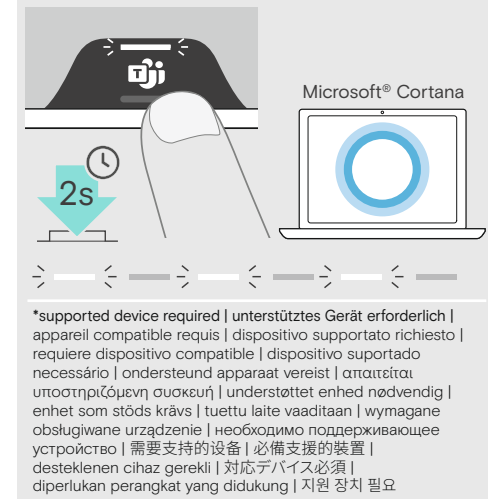 Microsoft® Cortana
2s
*supported device required | unterstütztes Gerät erforderlich |
appareil compatible requis | dispositivo supportato richiesto |
requiere dispositivo compatible | dispositivo suportado
necessário | ondersteund apparaat vereist | απαιτείται
υποστηριζόμενη συσκευή | understøttet enhed nødvendig |
enhet som stöds krävs | tuettu laite vaaditaan | wymagane
obsługiwane urządzenie | необходимо поддерживающее
устройство | 需要支持的设备 | 必備支援的裝置 |
desteklenen cihaz gerekli | 対応デバイス必須 |
diperlukan perangkat yang didukung | 지원 장치 필요